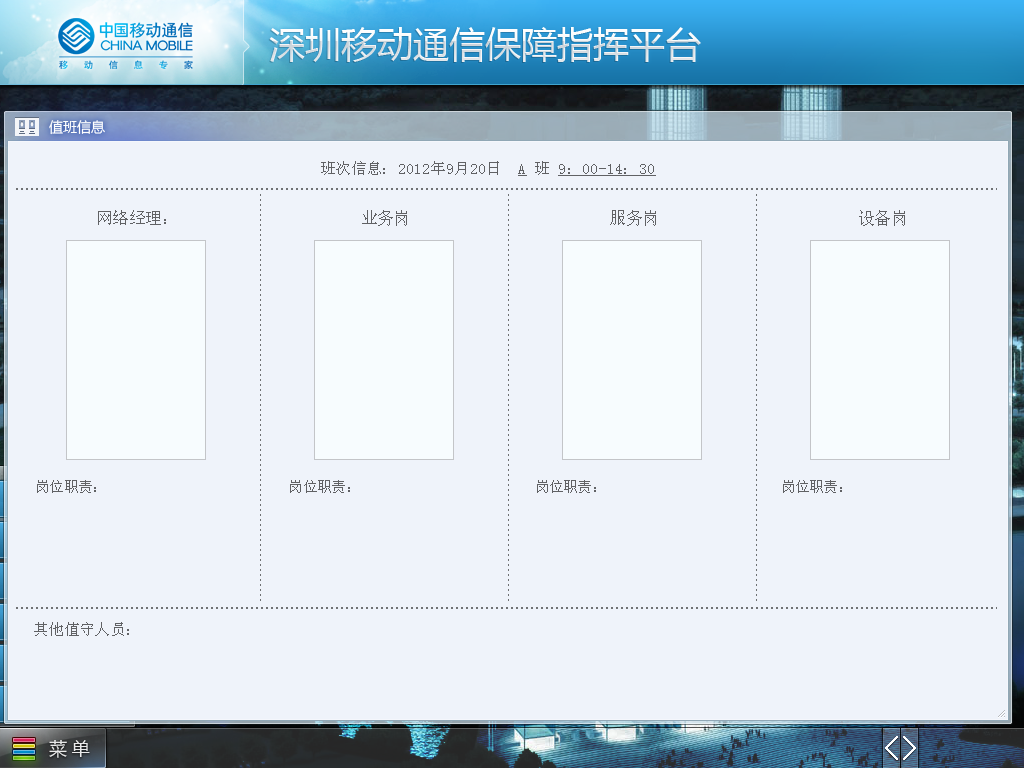 中国移动通信
CHINA MOBILE
移动信息专家
深圳移动通信保障指挥平台
值班信息
班次信息：2012年9月20日 A 班 9：00-14：30
网络经理：
业务岗
服务岗
设备岗
岗位职责：
岗位职责：
岗位职责：
岗位职责：
其他值守人员：
菜单